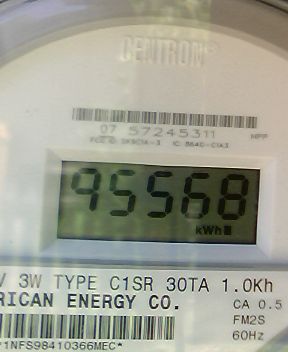 CENTRON®
07 57245311 MPP
95568
kWh
V 3W TYPE C1SR 30TA 1.0Kh
RICAN ENERGY CO. CA 0.5
FM2S
60Hz
*1NFS98410366MEC*